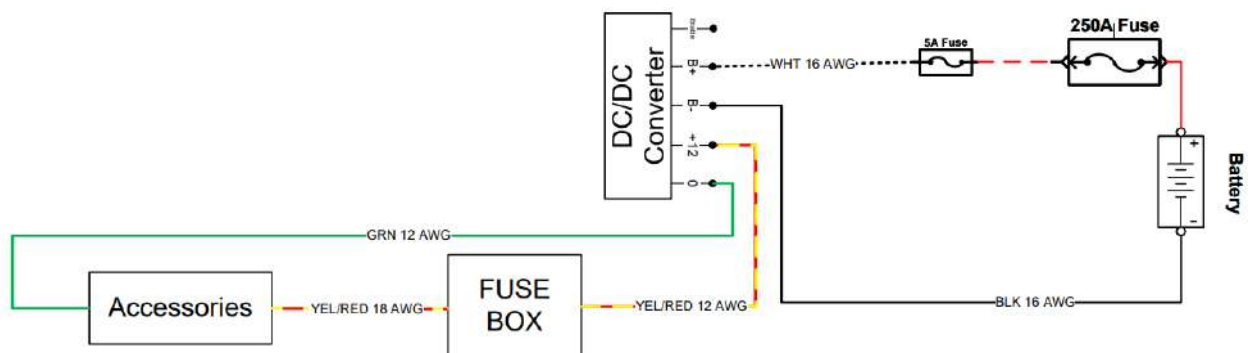 250A Fuse
5A Fuse
DC/DC
Converter
B+
B-
+12
0
WHT 16 AWG
Battery
+
-
GRN 12 AWG
BLK 16 AWG
Accessories
YEL/RED 18 AWG
FUSE
BOX
YEL/RED 12 AWG